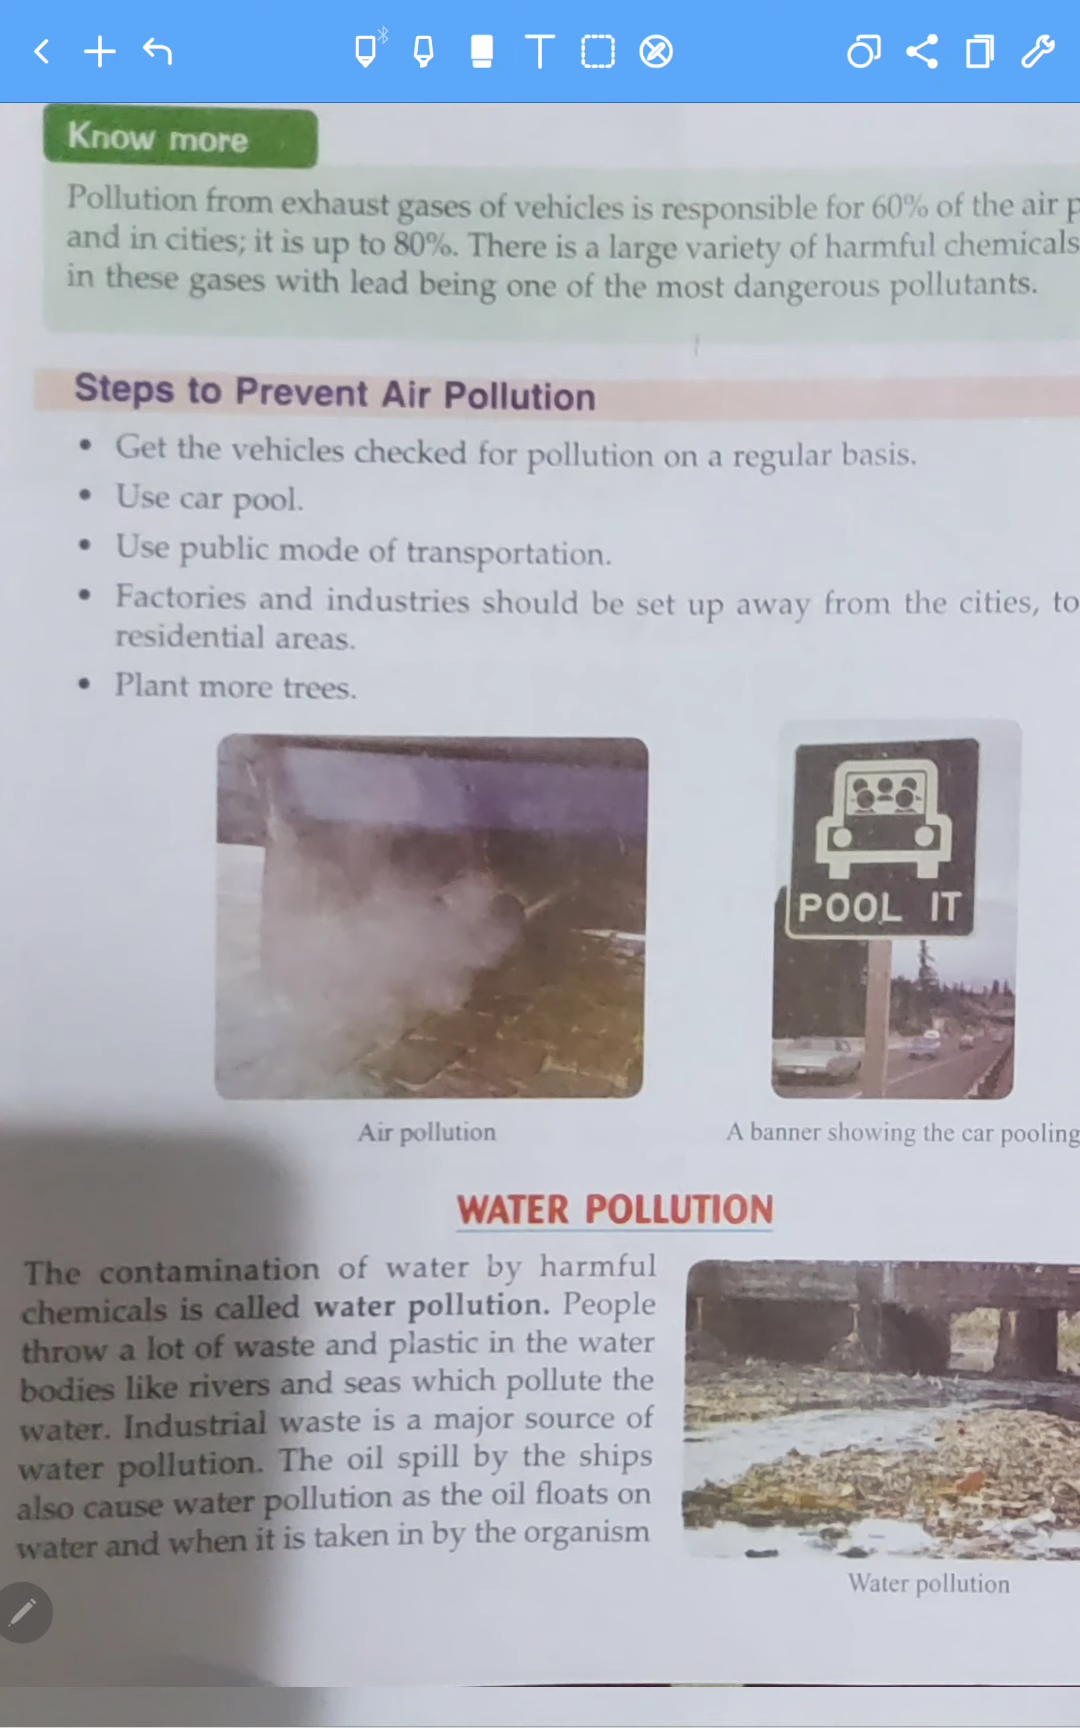 Know more
Pollution from exhaust gases of vehicles is responsible for 60% of the air
and in cities; it is up to 80%. There is a large variety of harmful chemicals
in these gases with lead being one of the most dangerous pollutants.
Steps to Prevent Air Pollution
• Get the vehicles checked for pollution on a regular basis.
• Use car pool.
• Use public mode of transportation.
• Factories and industries should be set up away from the cities, to
residential areas.
• Plant more trees.
POOL IT
Air pollution
A banner showing the car pooling
WATER POLLUTION
The contamination of water by harmful
chemicals is called water pollution. People
throw a lot of waste and plastic in the water
bodies like rivers and seas which pollute the
water. Industrial waste is a major source of
water pollution. The oil spill by the ships
also cause water pollution as the oil floats on
water and when it is taken in by the organism
Water pollution